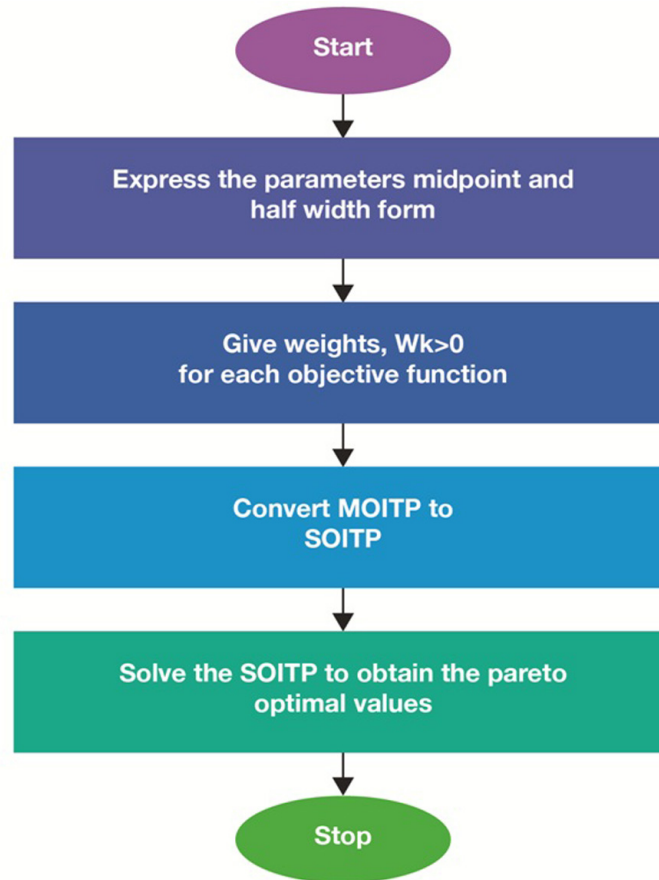 Start
Express the parameters midpoint and
half width form
Give weights, Wk>0
for each objective function
Convert MOITP to
SOITP
Solve the SOITP to obtain the pareto
optimal values
Stop